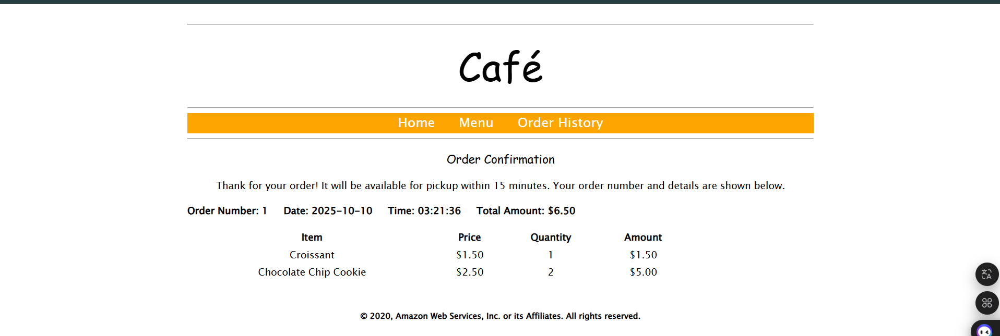 Café
Home Menu Order History
Order Confirmation
Thank for your order! It will be available for pickup within 15 minutes. Your order number and details are shown below.
Order Number: 1 Date: 2025-10-10 Time: 03:21:36 Total Amount: $6.50
Item Price Quantity Amount
Croissant $1.50 1 $1.50
Chocolate Chip Cookie $2.50 2 $5.00
© 2020, Amazon Web Services, Inc. or its Affiliates. All rights reserved.